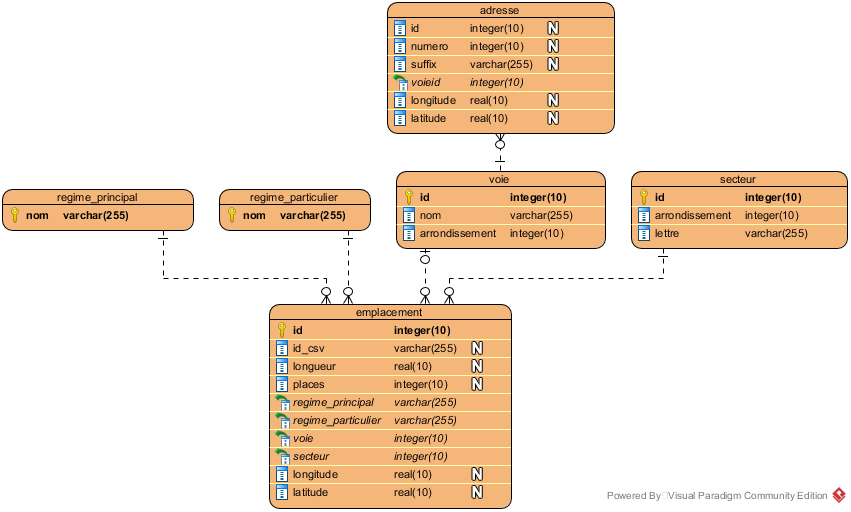 adresse
id integer(10) N
numero integer(10) N
suffix varchar(255) N
voieid integer(10)
longitude real(10) N
latitude real(10) N
regime_principal
nom varchar(255)
regime_particulier
nom varchar(255)
voie
id integer(10)
nom varchar(255)
arrondissement integer(10)
secteur
id integer(10)
arrondissement integer(10)
lettre varchar(255)
emplacement
id integer(10)
id_csv varchar(255) N
longueur real(10) N
places integer(10) N
regime_principal varchar(255)
regime_particulier varchar(255)
voie integer(10)
secteur integer(10)
longitude real(10) N
latitude real(10) N
Powered By Visual Paradigm Community Edition